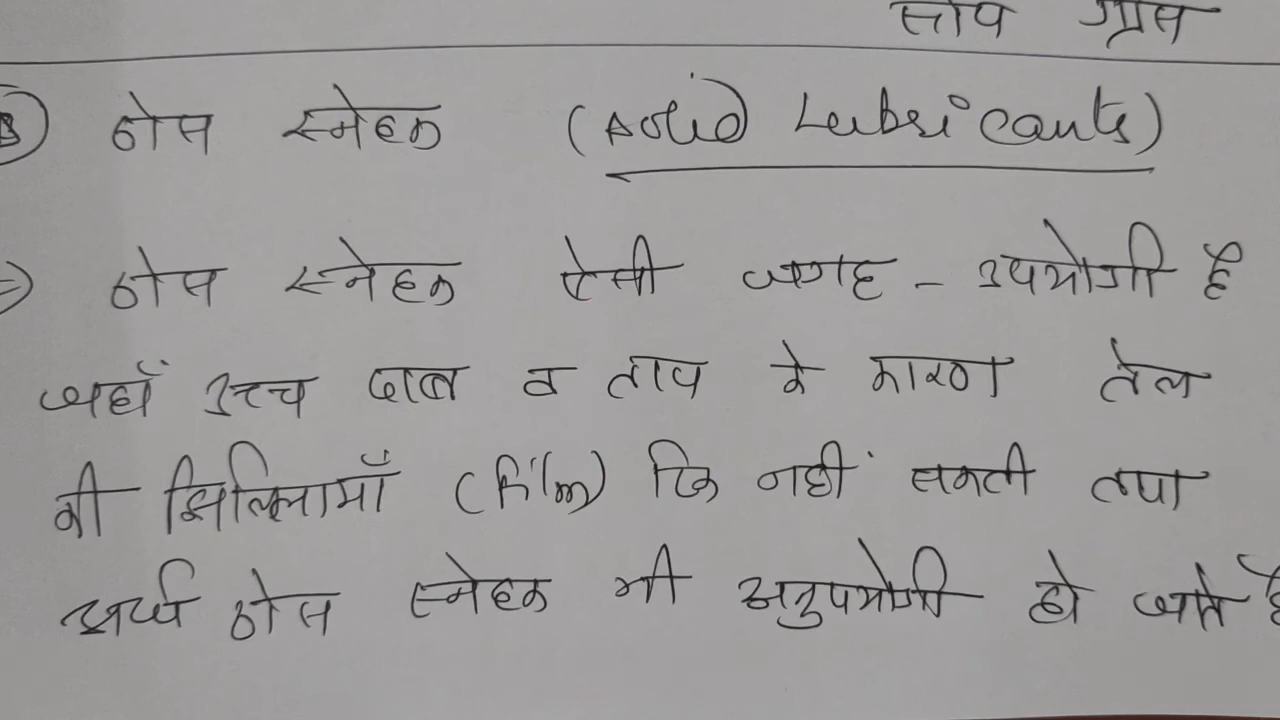 ③ ठोस स्नेहक (solid Lubricants)
⇒ ठोस स्नेहक ऐसी जगह - उपयोगी है
जहाँ उच्च दाब व ताप के कारण तेल
की झिल्लियाँ (film) टिक नहीं सकती तथा
अर्ध ठोस स्नेहक भी अनुपयोगी हो जाते है